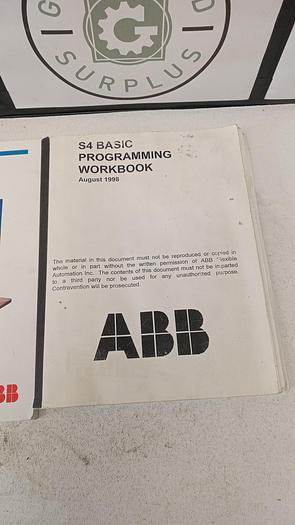 G D
SURPLUS
S4 BASIC
PROGRAMMING
WORKBOOK
August 1998
The material in this document must not be reproduced or copied in
whole or in part without the written permission of ABB Flexible
Automation Inc. The contents of this document must not be imparted
to a third party nor be used for any unauthorized purpose.
Contravention will be prosecuted.
ABB
BB